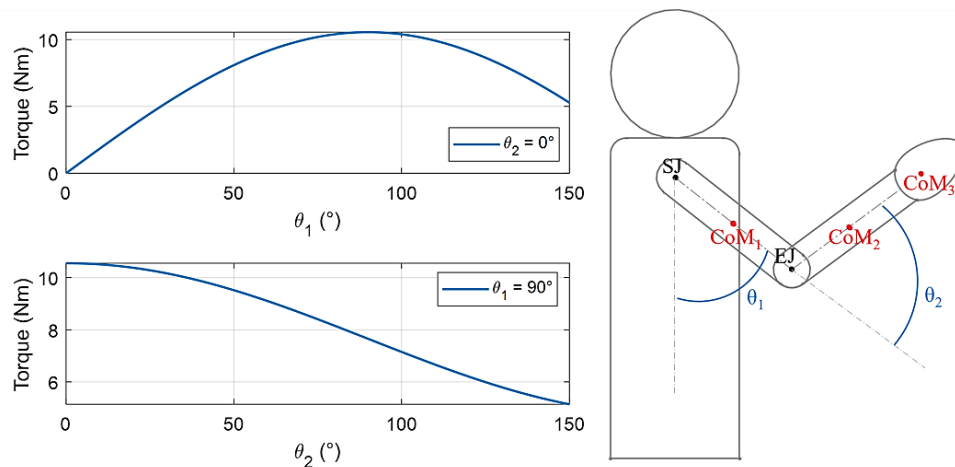 10
5
0
Torque (Nm)
θ2 = 0°
0
50
100
150
θ1 (°)
10
8
6
Torque (Nm)
θ1 = 90°
0
50
100
150
θ2 (°)
SJ
CoM1
EJ
CoM2
CoM3
θ1
θ2